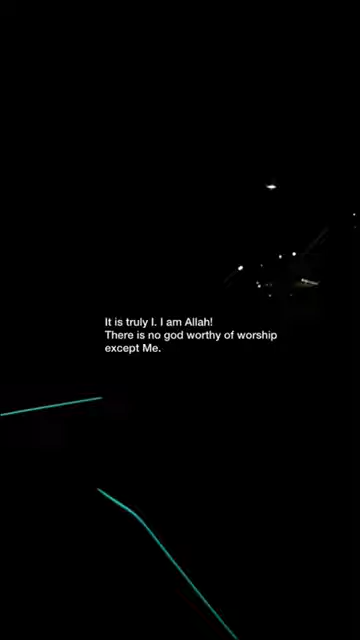 It is truly I. I am Allah!
There is no god worthy of worship
except Me.